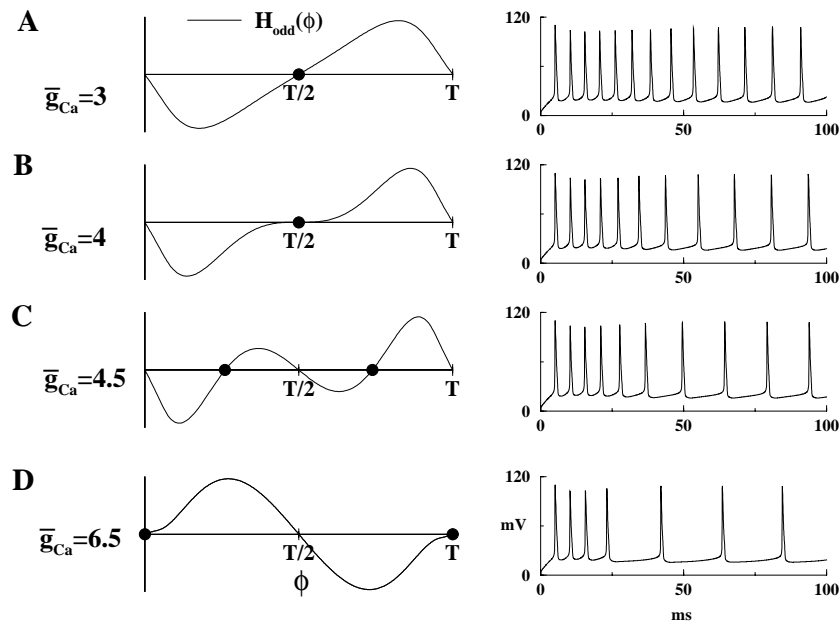 A
H_odd(ϕ)
120
g̅_Ca=3
T/2
T
0
0
50
100
B
120
g̅_Ca=4
T/2
T
0
0
50
100
C
120
g̅_Ca=4.5
T/2
T
0
0
50
100
D
120
mV
g̅_Ca=6.5
T/2
T
ϕ
0
0
50
100
ms